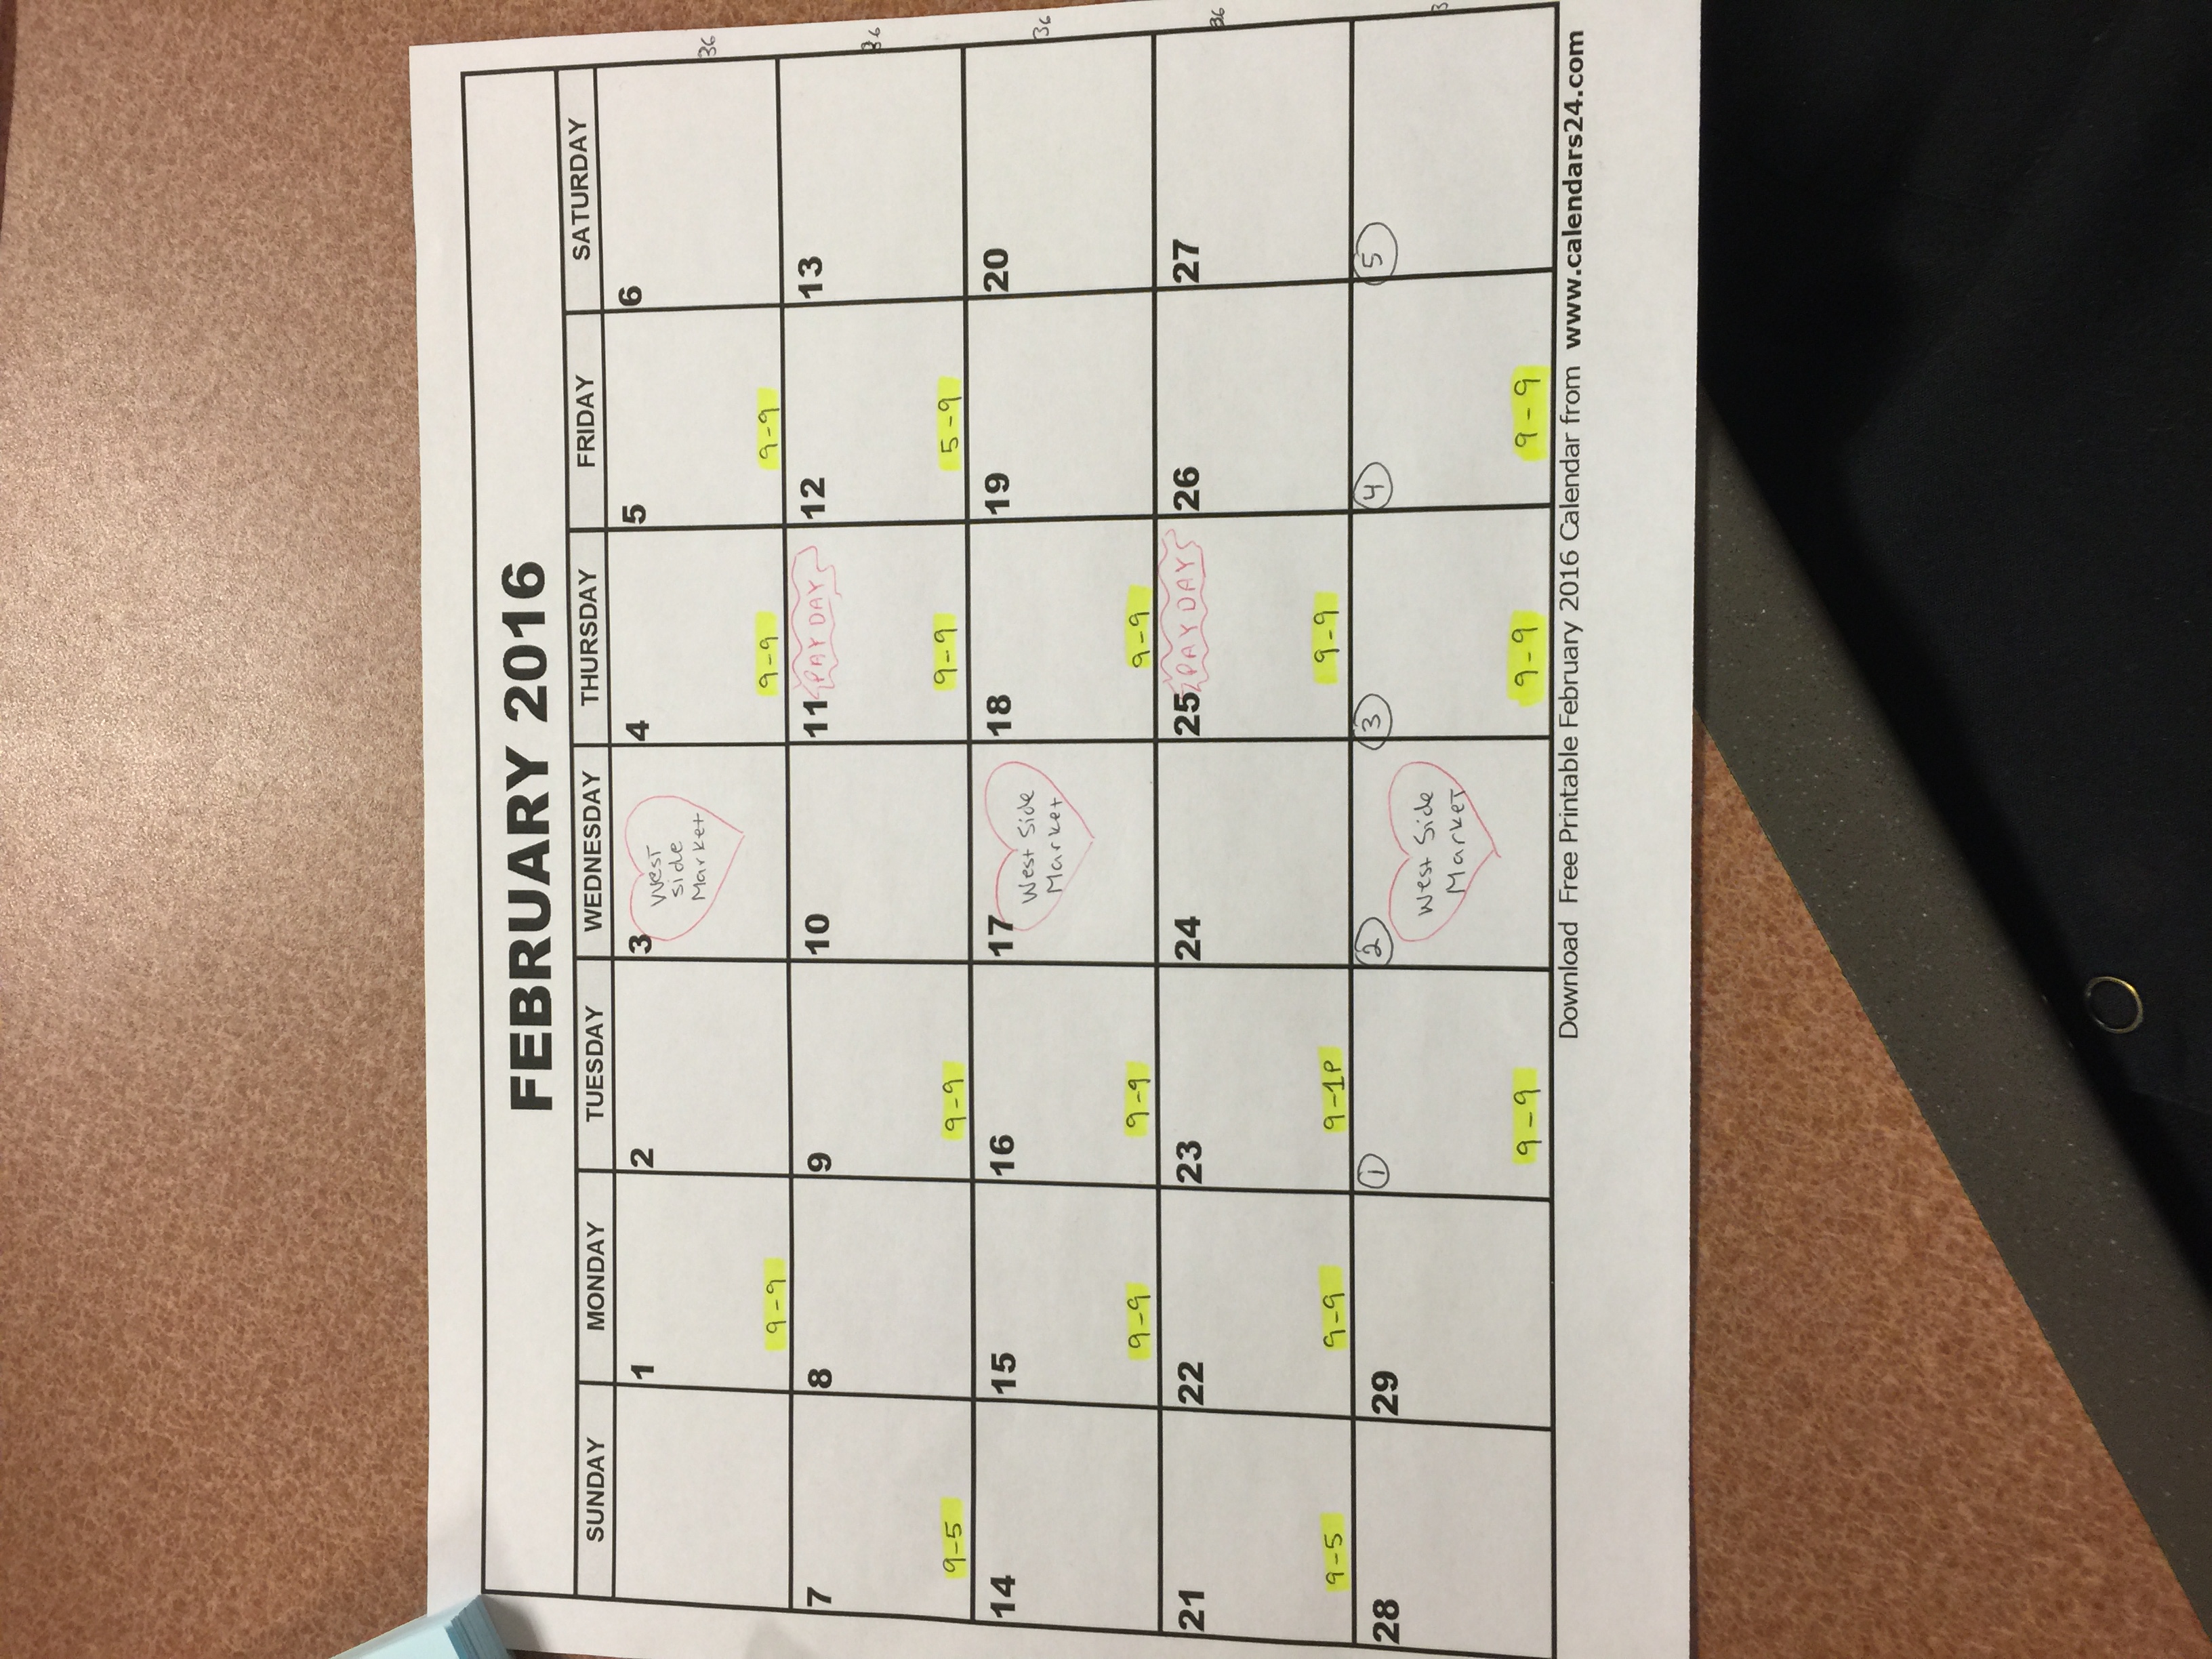 FEBRUARY 2016
SUNDAY MONDAY TUESDAY WEDNESDAY THURSDAY FRIDAY SATURDAY
1 2 3 4 5 6
West
side
Market
36
9-9 9-9 9-9
7 8 9 10 11 PAY DAY 12 13
36
9-5 9-9 9-9 5-9
14 15 16 17 18 19 20
West Side
Market
36
9-9 9-9 9-9
21 22 23 24 25 PAY DAY 26 27
36
9-5 9-9 9-1P 9-9
28 29 1 2 3 4 5
West Side
Market
3
9-9 9-9 9-9
Download Free Printable February 2016 Calendar from www.calendars24.com